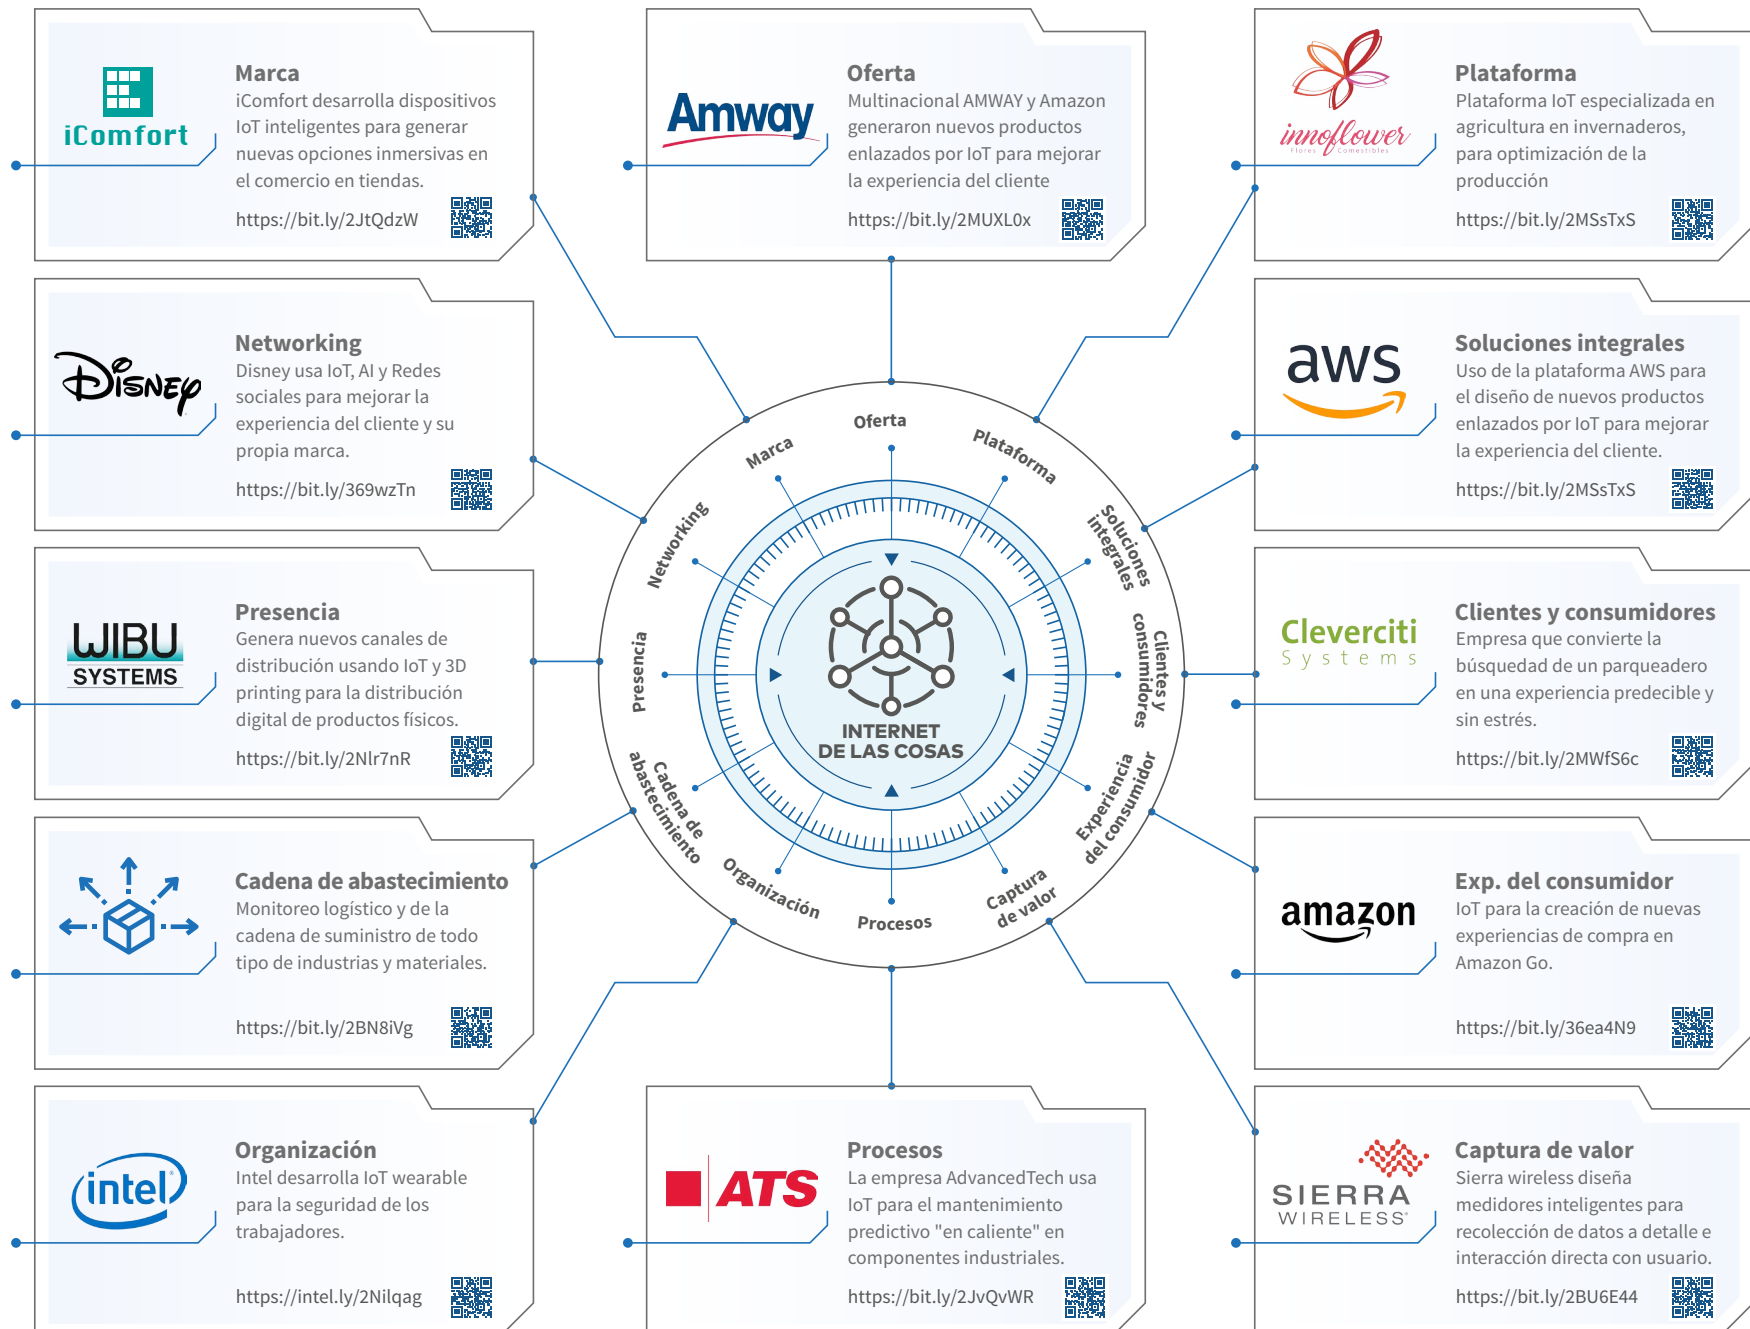 iComfort
Marca
iComfort desarrolla dispositivos
IoT inteligentes para generar
nuevas opciones inmersivas en
el comercio en tiendas.
https://bit.ly/2JtQdzW
Amway
Oferta
Multinacional AMWAY y Amazon
generaron nuevos productos
enlazados por IoT para mejorar
la experiencia del cliente
https://bit.ly/2MUXL0x
innoflower
Flores Comestibles
Plataforma
Plataforma IoT especializada en
agricultura en invernaderos,
para optimización de la
producción
https://bit.ly/2MSsTxS
Disney
Networking
Disney usa IoT, AI y Redes
sociales para mejorar la
experiencia del cliente y su
propia marca.
https://bit.ly/369wzTn
aws
Soluciones integrales
Uso de la plataforma AWS para
el diseño de nuevos productos
enlazados por IoT para mejorar
la experiencia del cliente.
https://bit.ly/2MSsTxS
WIBU
SYSTEMS
Presencia
Genera nuevos canales de
distribución usando IoT y 3D
printing para la distribución
digital de productos físicos.
https://bit.ly/2Nlr7nR
Cleverciti
Systems
Clientes y consumidores
Empresa que convierte la
búsquedad de un parqueadero
en una experiencia predecible y
sin estrés.
https://bit.ly/2MWfS6c
Cadena de abastecimiento
Monitoreo logístico y de la
cadena de suministro de todo
tipo de industrias y materiales.
https://bit.ly/2BN8iVg
amazon
Exp. del consumidor
IoT para la creación de nuevas
experiencias de compra en
Amazon Go.
https://bit.ly/36ea4N9
intel
Organización
Intel desarrolla IoT wearable
para la seguridad de los
trabajadores.
https://intel.ly/2Nilqag
ATS
Procesos
La empresa AdvancedTech usa
IoT para el mantenimiento
predictivo "en caliente" en
componentes industriales.
https://bit.ly/2JvQvWR
SIERRA
WIRELESS
Captura de valor
Sierra wireless diseña
medidores inteligentes para
recolección de datos a detalle e
interacción directa con usuario.
https://bit.ly/2BU6E44
Oferta
Plataforma
Soluciones
integrales
Clientes y
consumidores
Experiencia
del consumidor
Captura
de valor
Procesos
Organización
Cadena de
abastecimiento
Presencia
Networking
Marca
INTERNET
DE LAS COSAS